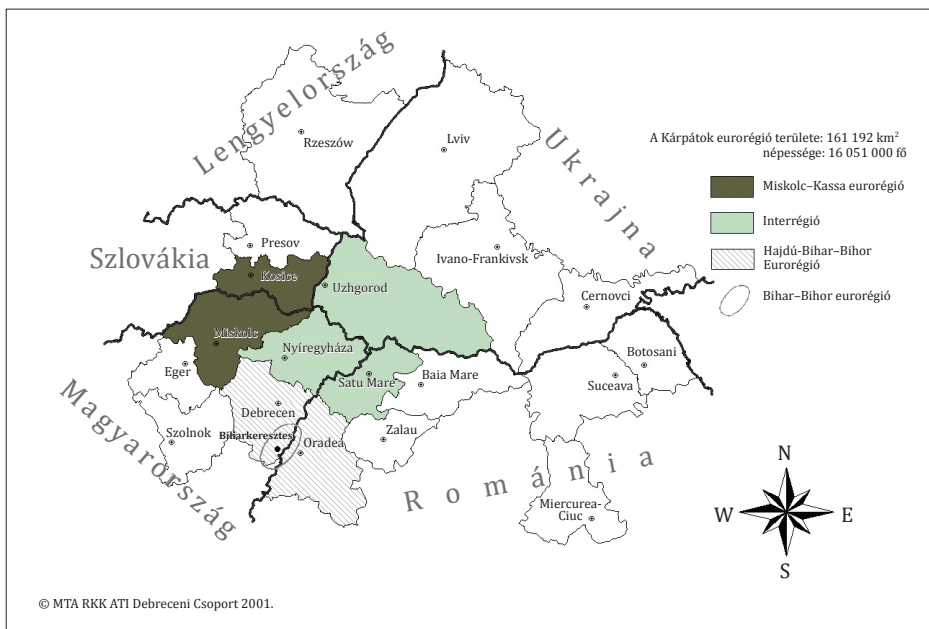 Lengyelország
Rzeszów
Lviv
Ukrajna
A Kárpátok eurorégió területe: 161 192 km²
népessége: 16 051 000 fő
Miskolc–Kassa eurorégió
Interrégió
Hajdú-Bihar–Bihor
Eurorégió
Bihar–Bihor eurorégió
Szlovákia
Presov
Kosice
Uzhgorod
Ivano-Frankivsk
Cernovci
Miskolc
Nyíregyháza
Eger
Satu Mare
Baia Mare
Suceava
Botosani
Magyarország
Debrecen
Szolnok
Biharkeresztes
Oradea
Zalau
Románia
Miercurea-
Ciuc
N
W
E
S
© MTA RKK ATI Debreceni Csoport 2001.